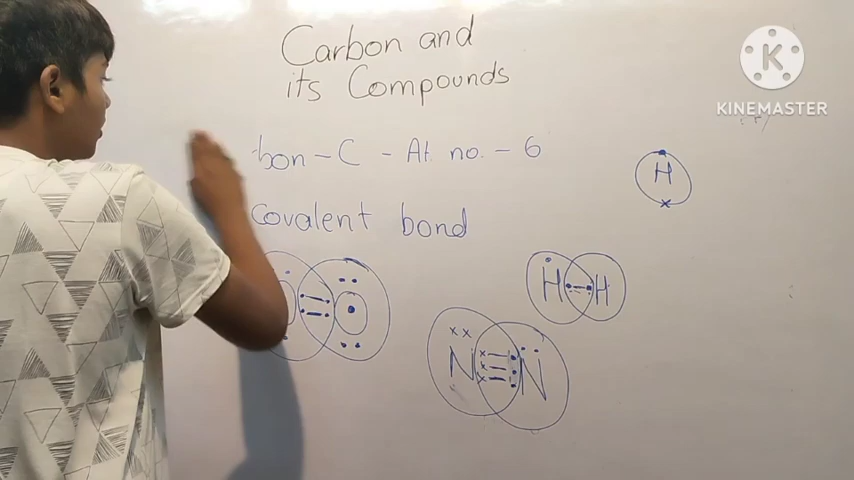 Carbon and
its Compounds
K
KINEMASTER
bon - C - At. no. - 6
H
covalent bond
H H
N N